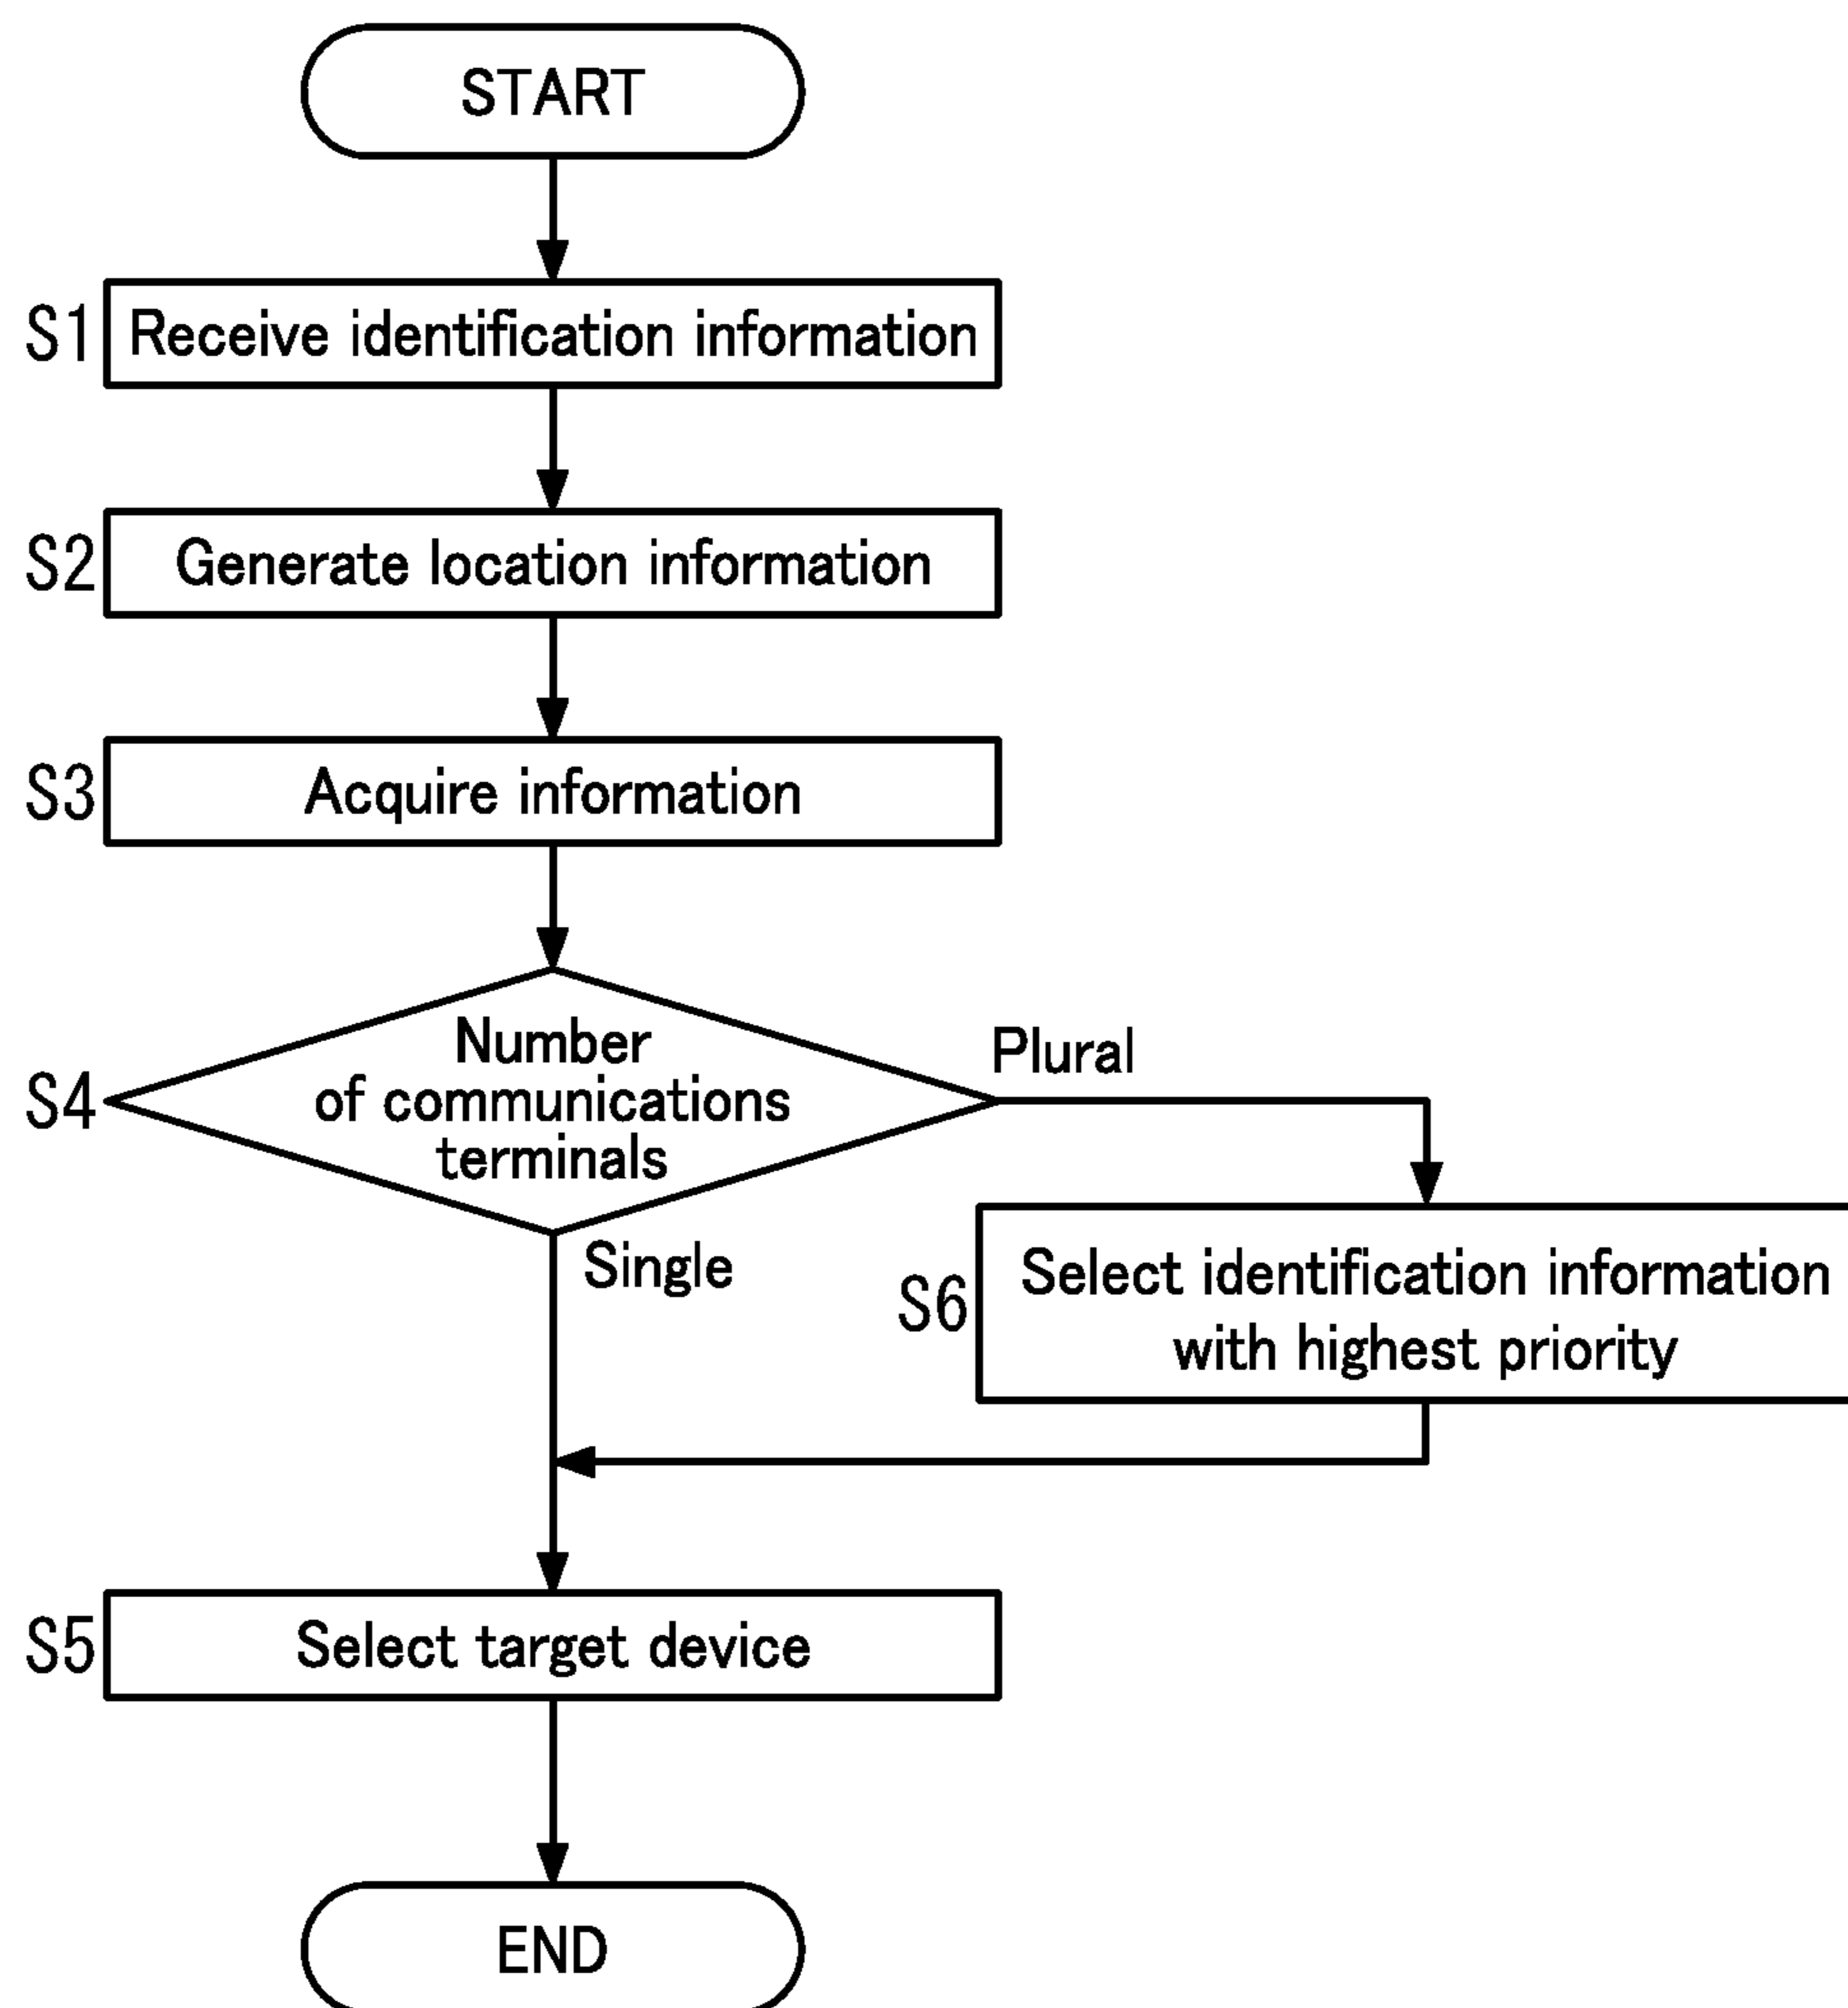 START
S1
Receive identification information
S2
Generate location information
S3
Acquire information
S4
Number
of communications
terminals
Plural
Single
S6
Select identification information
with highest priority
S5
Select target device
END